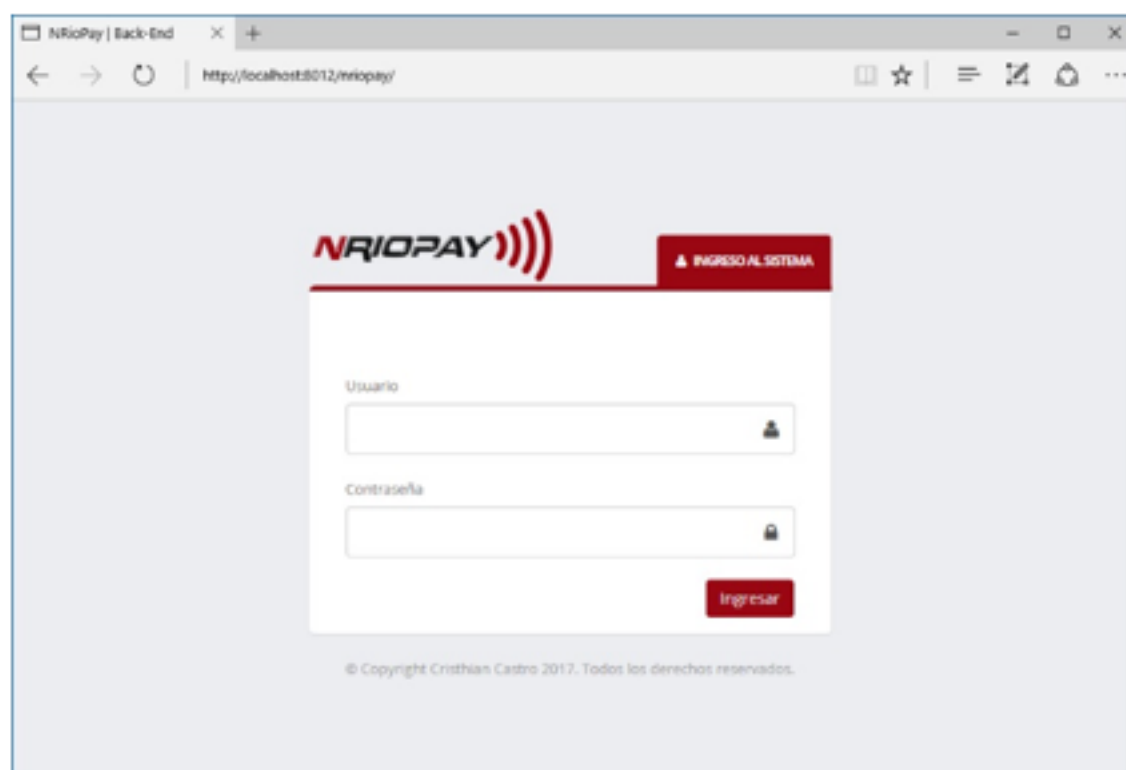 NRioPay | Back-End
http://localhost:8012/nriopay/
NRIOPAY
INGRESO AL SISTEMA
Usuario
Contraseña
Ingresar
© Copyright Cristhian Castro 2017. Todos los derechos reservados.